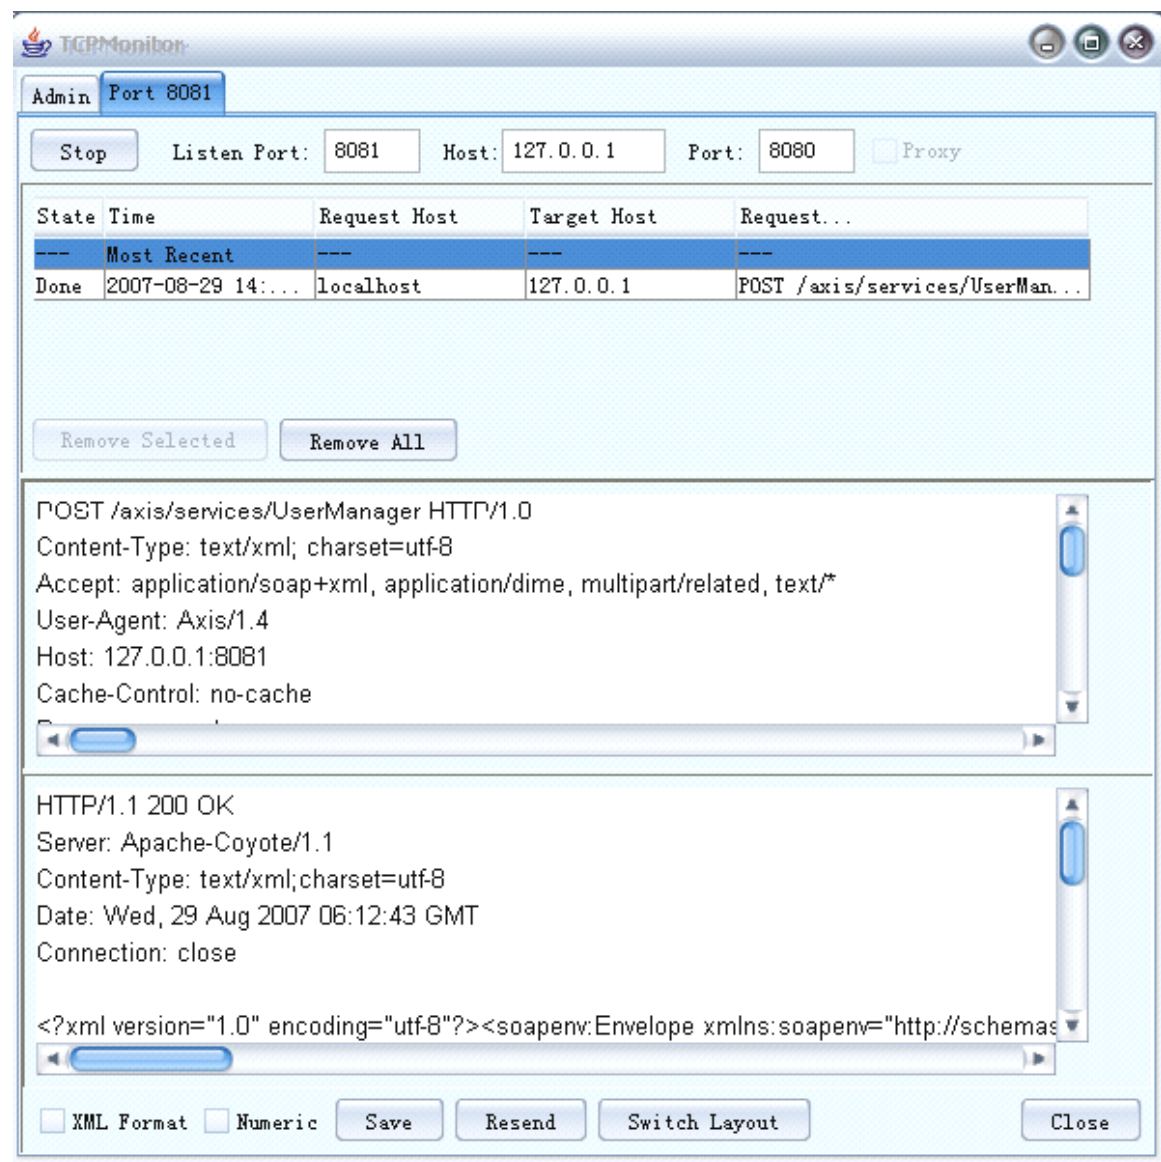 TCPMonitor
Admin Port 8081
Stop Listen Port: 8081 Host: 127.0.0.1 Port: 8080 Proxy
State Time Request Host Target Host Request...
--- Most Recent --- --- ---
Done 2007-08-29 14:... localhost 127.0.0.1 POST /axis/services/UserMan...
Remove Selected Remove All
POST /axis/services/UserManager HTTP/1.0
Content-Type: text/xml; charset=utf-8
Accept: application/soap+xml, application/dime, multipart/related, text/*
User-Agent: Axis/1.4
Host: 127.0.0.1:8081
Cache-Control: no-cache
HTTP/1.1 200 OK
Server: Apache-Coyote/1.1
Content-Type: text/xml;charset=utf-8
Date: Wed, 29 Aug 2007 06:12:43 GMT
Connection: close
<?xml version="1.0" encoding="utf-8"?><soapenv:Envelope xmlns:soapenv="http://schemas
XML Format Numeric Save Resend Switch Layout Close